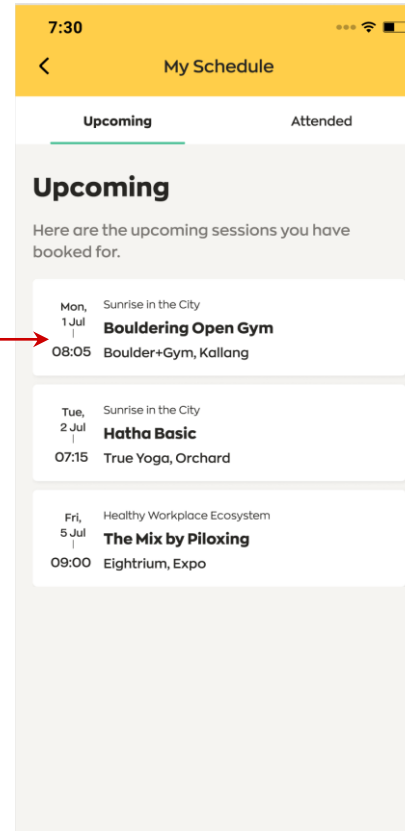 7:30
My Schedule
Upcoming
Attended
Upcoming
Here are the upcoming sessions you have
booked for.
Mon,
1 Jul
08:05
Sunrise in the City
Bouldering Open Gym
Boulder+Gym, Kallang
Tue,
2 Jul
07:15
Sunrise in the City
Hatha Basic
True Yoga, Orchard
Fri,
5 Jul
09:00
Healthy Workplace Ecosystem
The Mix by Piloxing
Eightrium, Expo